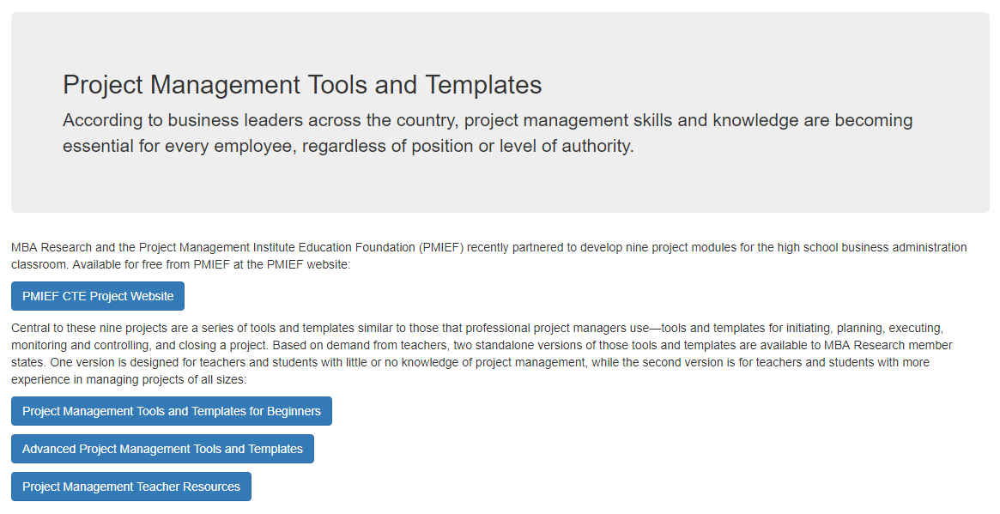 Project Management Tools and Templates
According to business leaders across the country, project management skills and knowledge are becoming
essential for every employee, regardless of position or level of authority.
MBA Research and the Project Management Institute Education Foundation (PMIEF) recently partnered to develop nine project modules for the high school business administration
classroom. Available for free from PMIEF at the PMIEF website:
PMIEF CTE Project Website
Central to these nine projects are a series of tools and templates similar to those that professional project managers use—tools and templates for initiating, planning, executing,
monitoring and controlling, and closing a project. Based on demand from teachers, two standalone versions of those tools and templates are available to MBA Research member
states. One version is designed for teachers and students with little or no knowledge of project management, while the second version is for teachers and students with more
experience in managing projects of all sizes:
Project Management Tools and Templates for Beginners
Advanced Project Management Tools and Templates
Project Management Teacher Resources